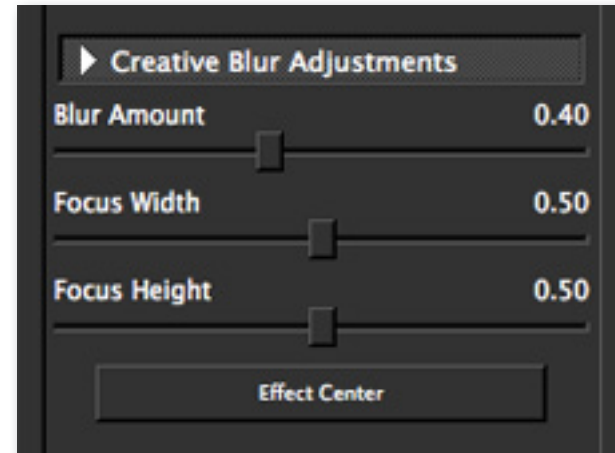 Creative Blur Adjustments
Blur Amount 0.40
Focus Width 0.50
Focus Height 0.50
Effect Center